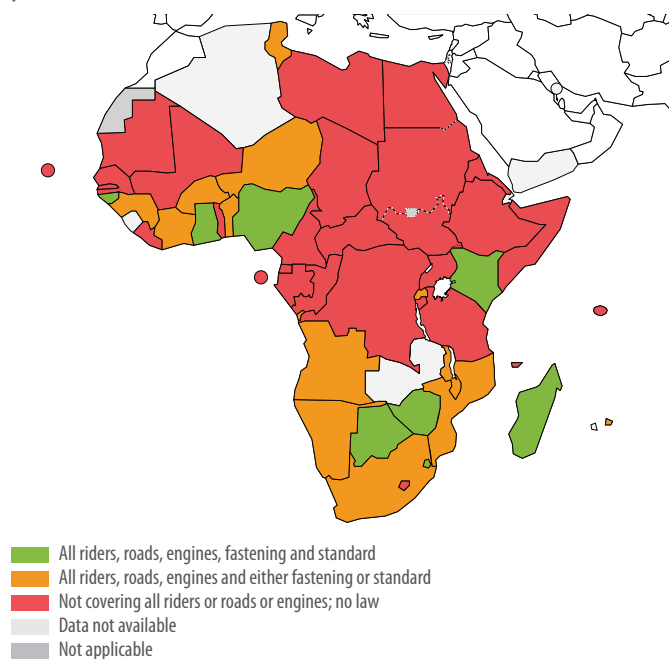 All riders, roads, engines, fastening and standard
All riders, roads, engines and either fastening or standard
Not covering all riders or roads or engines; no law
Data not available
Not applicable